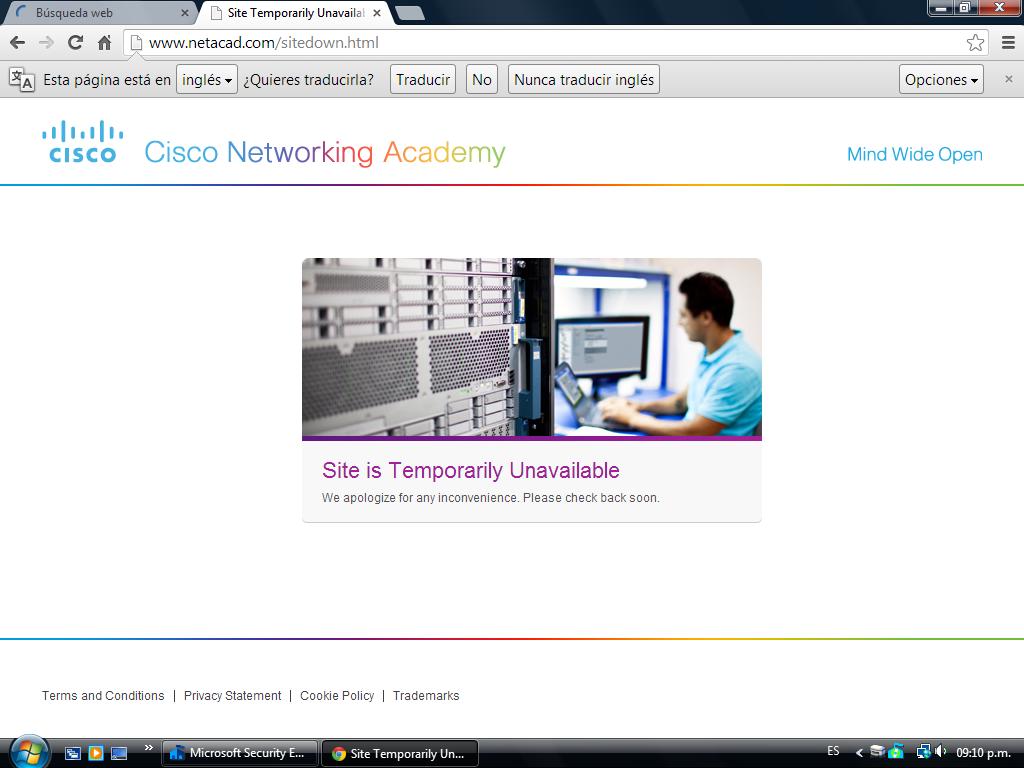 Búsqueda web
Site Temporarily Unavailal
www.netacad.com/sitedown.html
Esta página está en inglés ¿Quieres traducirla? Traducir No Nunca traducir inglés Opciones
CISCO Cisco Networking Academy Mind Wide Open
Site is Temporarily Unavailable
We apologize for any inconvenience. Please check back soon.
Terms and Conditions | Privacy Statement | Cookie Policy | Trademarks
Microsoft Security E... Site Temporarily Un... ES 09:10 p.m.